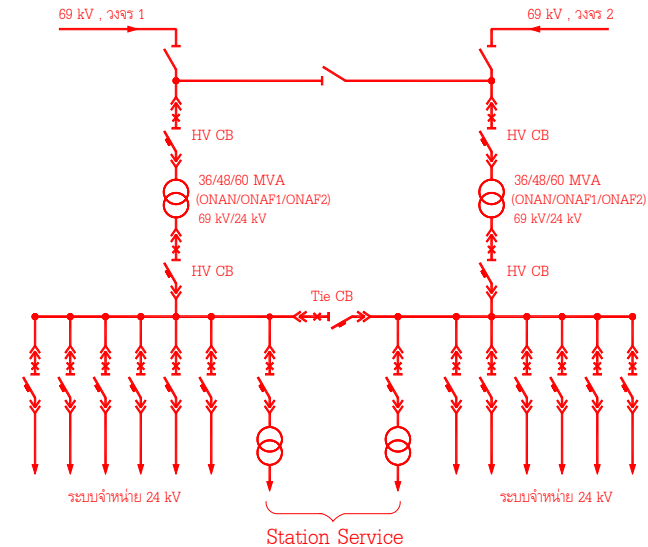 69 kV , วงจร 1
69 kV , วงจร 2
HV CB
HV CB
36/48/60 MVA
(ONAN/ONAF1/ONAF2)
69 kV/24 kV
36/48/60 MVA
(ONAN/ONAF1/ONAF2)
69 kV/24 kV
HV CB
HV CB
Tie CB
ระบบจำหน่าย 24 kV
ระบบจำหน่าย 24 kV
Station Service